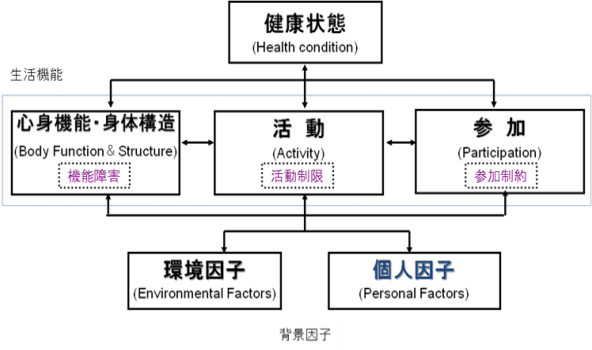 健康状態
(Health condition)
生活機能
心身機能・身体構造
(Body Function & Structure)
機能障害
活 動
(Activity)
活動制限
参 加
(Participation)
参加制約
環境因子
(Environmental Factors)
個人因子
(Personal Factors)
背景因子